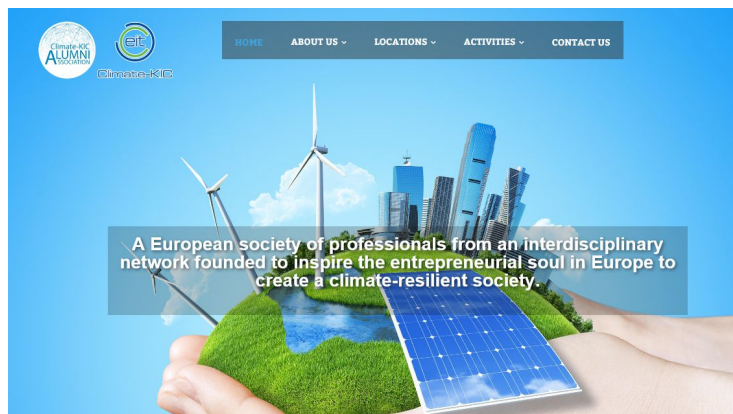 Climate-KIC
ALUMNI
ASSOCIATION
eit
Climate-KIC
HOME
ABOUT US
LOCATIONS
ACTIVITIES
CONTACT US
A European society of professionals from an interdisciplinary
network founded to inspire the entrepreneurial soul in Europe to
create a climate-resilient society.